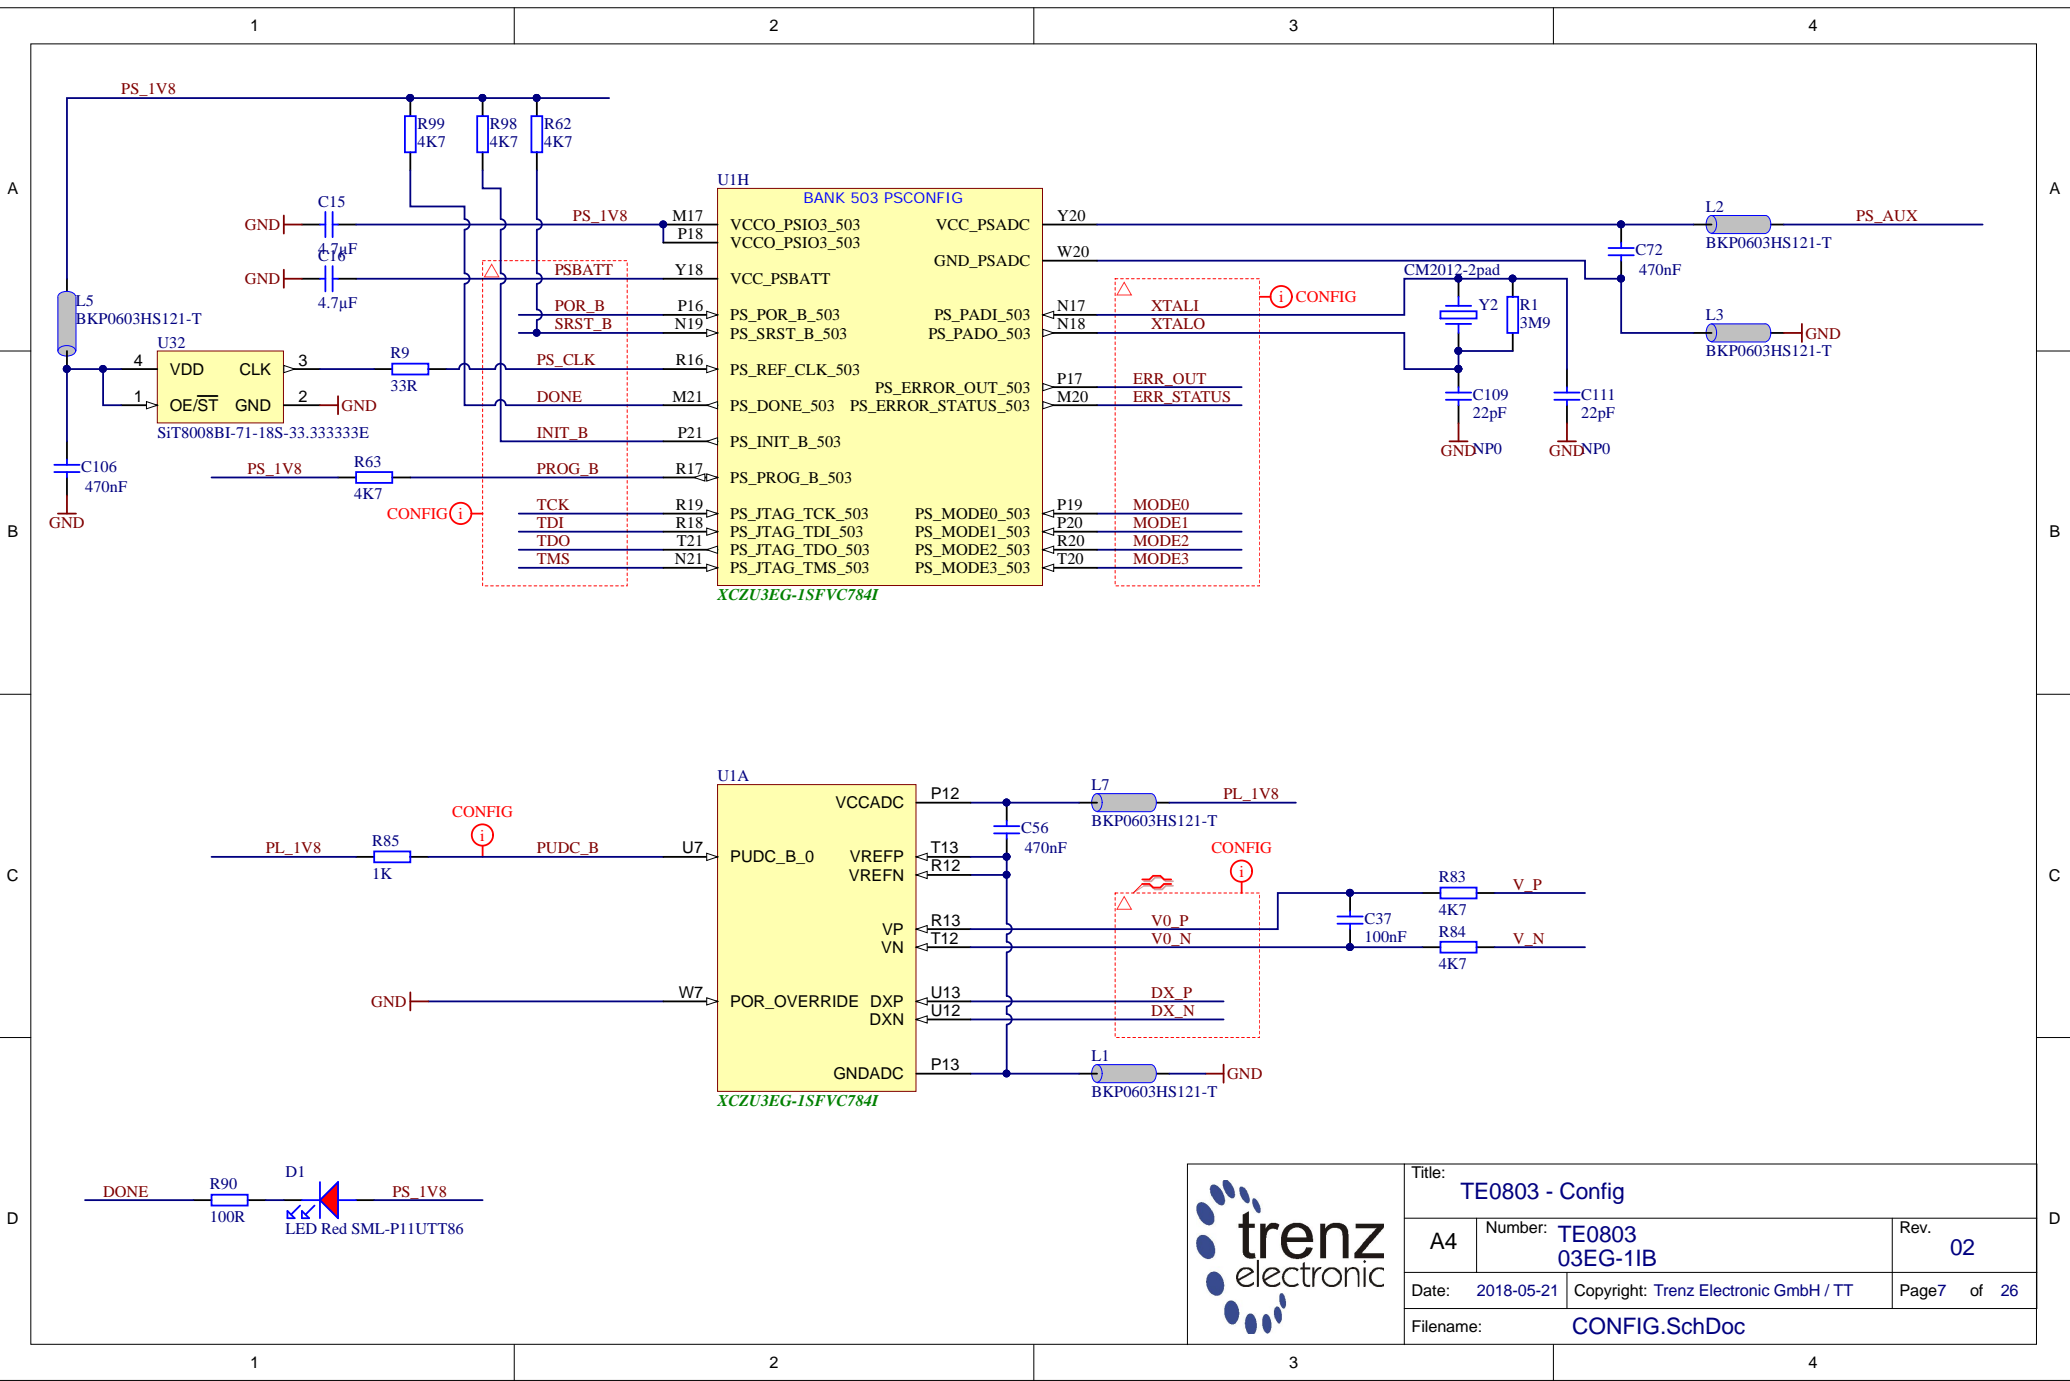 1 2 3 4
A A
B B
C C
D D
PS_1V8
R99
4K7
R98
4K7
R62
4K7
C15
4.7µF
GND
PS_1V8
C16
4.7µF
GND
PSBATT
POR_B
SRST_B
PS_CLK
DONE
INIT_B
PROG_B
TCK
TDI
TDO
TMS
CONFIG
i
L5
BKP0603HS121-T
U32
4 VDD CLK 3
1 OE/ST GND 2
GND
SiT8008BI-71-18S-33.333333E
R9
33R
C106
470nF
GND
PS_1V8
R63
4K7
U1H
BANK 503 PSCONFIG
M17 VCCO_PSIO3_503
P18 VCCO_PSIO3_503
Y18 VCC_PSBATT
P16 PS_POR_B_503
N19 PS_SRST_B_503
R16 PS_REF_CLK_503
M21 PS_DONE_503
P21 PS_INIT_B_503
R17 PS_PROG_B_503
R19 PS_JTAG_TCK_503
R18 PS_JTAG_TDI_503
T21 PS_JTAG_TDO_503
N21 PS_JTAG_TMS_503
VCC_PSADC Y20
GND_PSADC W20
PS_PADI_503 N17 XTALI
PS_PADO_503 N18 XTALO
PS_ERROR_OUT_503 P17 ERR_OUT
PS_ERROR_STATUS_503 M20 ERR_STATUS
PS_MODE0_503 P19 MODE0
PS_MODE1_503 P20 MODE1
PS_MODE2_503 R20 MODE2
PS_MODE3_503 T20 MODE3
XCZU3EG-1SFVC784I
i CONFIG
CM2012-2pad
Y2
R1
3M9
C109
22pF
GND NP0
C111
22pF
GND NP0
L2
BKP0603HS121-T
PS_AUX
C72
470nF
L3
BKP0603HS121-T
GND
U1A
PL_1V8
R85
1K
CONFIG
i
PUDC_B
U7 PUDC_B_0
GND
W7 POR_OVERRIDE
VCCADC P12
VREFP T13
VREFN R12
VP R13 V0_P
VN T12 V0_N
DXP U13 DX_P
DXN U12 DX_N
GNDADC P13
XCZU3EG-1SFVC784I
L7
BKP0603HS121-T
PL_1V8
C56
470nF
CONFIG
i
C37
100nF
R83
4K7
V_P
R84
4K7
V_N
L1
BKP0603HS121-T
GND
DONE
R90
100R
D1
LED Red SML-P11UTT86
PS_1V8
trenz
electronic
Title:
TE0803 - Config
A4
Number: TE0803
03EG-1IB
Rev.
02
Date: 2018-05-21
Copyright: Trenz Electronic GmbH / TT
Page7 of 26
Filename: CONFIG.SchDoc
1 2 3 4